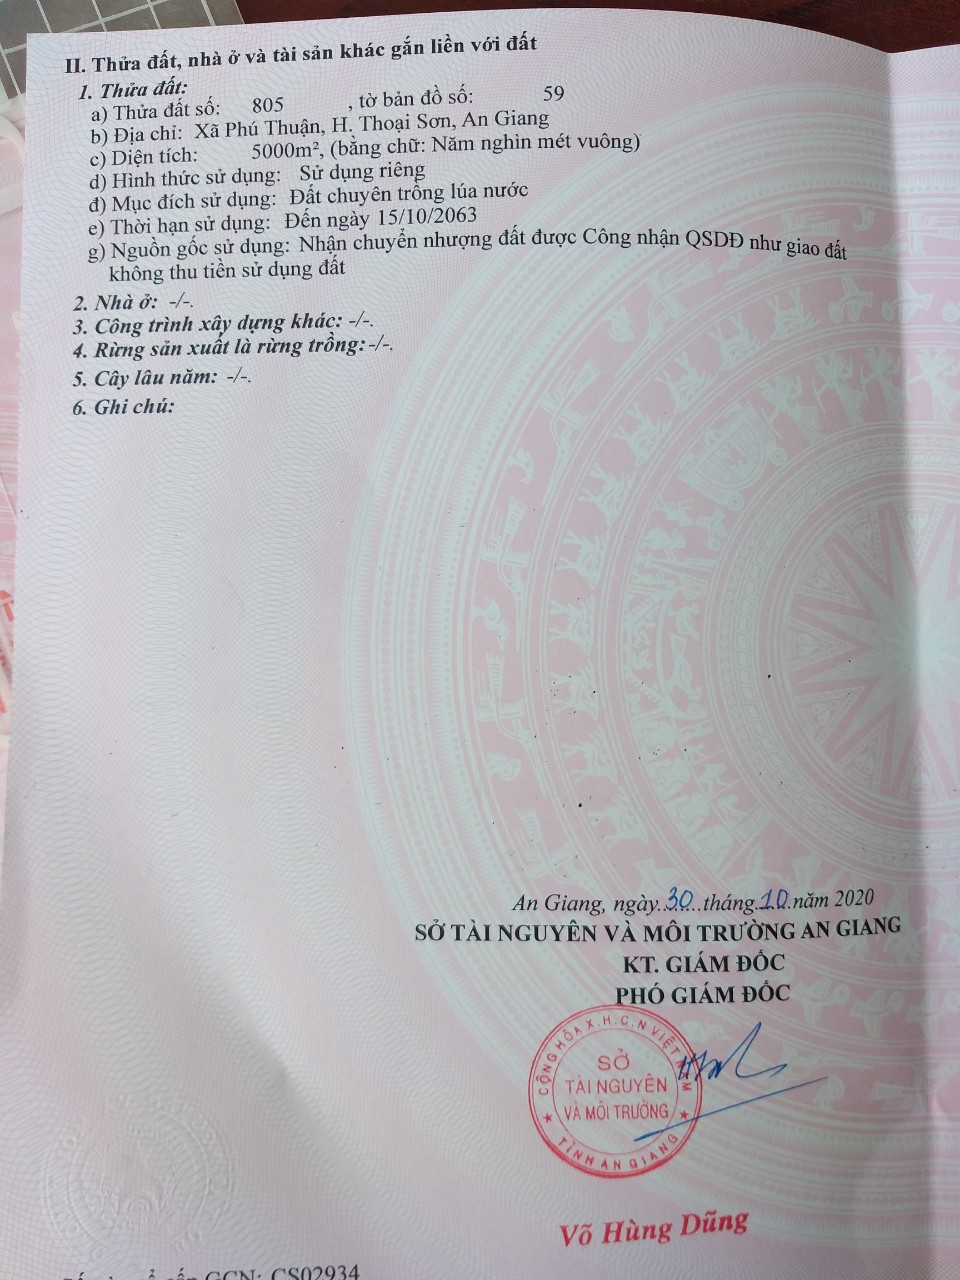 II. Thửa đất, nhà ở và tài sản khác gắn liền với đất
1. Thửa đất:
a) Thửa đất số: 805 , tờ bản đồ số: 59
b) Địa chỉ: Xã Phú Thuận, H. Thoại Sơn, An Giang
c) Diện tích: 5000m², (bằng chữ: Năm nghìn mét vuông)
d) Hình thức sử dụng: Sử dụng riêng
đ) Mục đích sử dụng: Đất chuyên trồng lúa nước
e) Thời hạn sử dụng: Đến ngày 15/10/2063
g) Nguồn gốc sử dụng: Nhận chuyển nhượng đất được Công nhận QSDĐ như giao đất
không thu tiền sử dụng đất
2. Nhà ở: -/-.
3. Công trình xây dựng khác: -/-.
4. Rừng sản xuất là rừng trồng: -/-.
5. Cây lâu năm: -/-.
6. Ghi chú:
An Giang, ngày 30 tháng 10 năm 2020
SỞ TÀI NGUYÊN VÀ MÔI TRƯỜNG AN GIANG
KT. GIÁM ĐỐC
PHÓ GIÁM ĐỐC
CỘNG HÒA X.H.C.N VIỆT NAM
SỞ
TÀI NGUYÊN
VÀ MÔI TRƯỜNG
TỈNH AN GIANG
Võ Hùng Dũng
GCN: CS02934